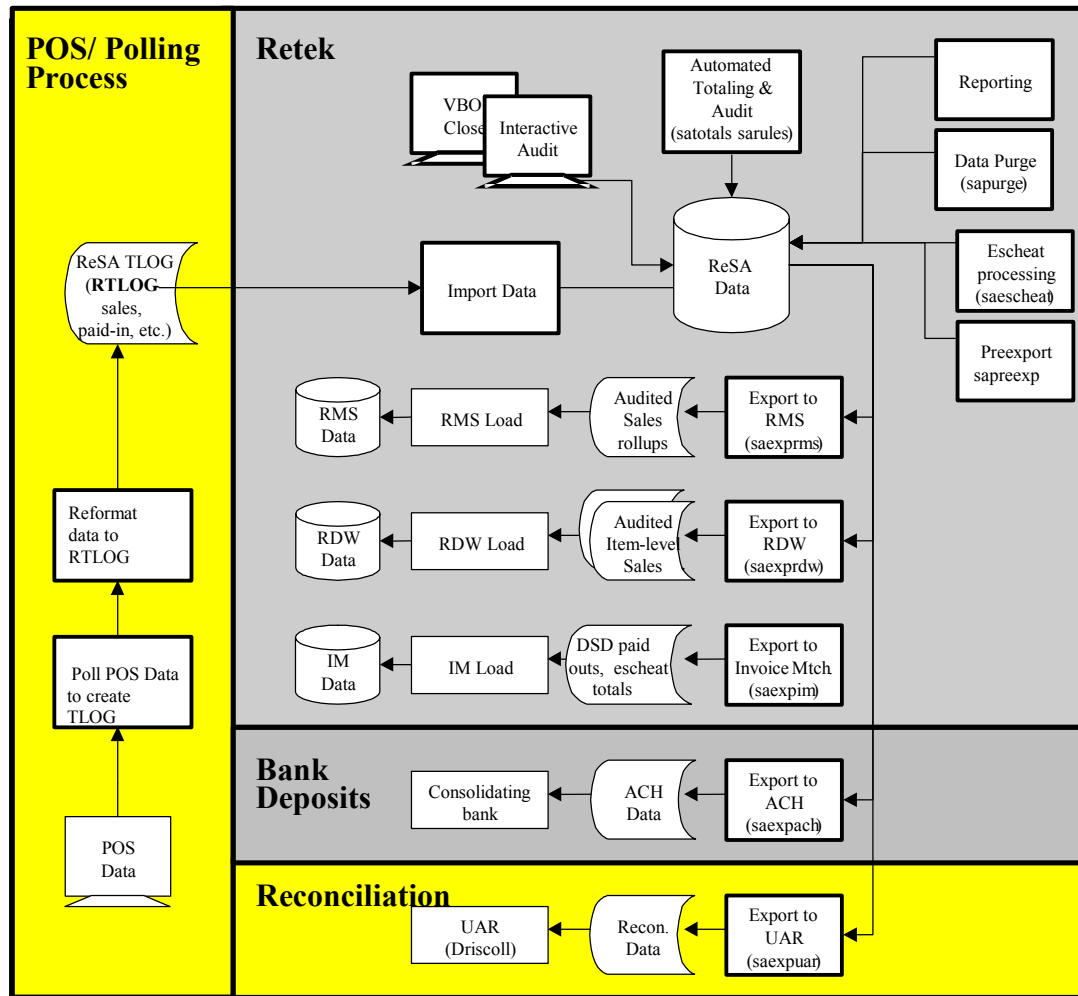 POS/ Polling
Process
Retek
VBO
Close
Interactive
Audit
Automated
Totaling &
Audit
(satotals sarules)
Reporting
Data Purge
(sapurge)
Escheat
processing
(saescheat)
Preexport
sapreexp
ReSA TLOG
(RTLOG
sales,
paid-in, etc.)
Import Data
ReSA
Data
RMS
Data
RMS Load
Audited
Sales
rollups
Export to
RMS
(saexprms)
Reformat
data to
RTLOG
RDW
Data
RDW Load
Audited
Item-level
Sales
Export to
RDW
(saexprdw)
Poll POS Data
to create
TLOG
IM
Data
IM Load
DSD paid
outs, escheat
totals
Export to
Invoice Mtch.
(saexpim)
POS
Data
Bank
Deposits
Consolidating
bank
ACH
Data
Export to
ACH
(saexpach)
Reconciliation
UAR
(Driscoll)
Recon.
Data
Export to
UAR
(saexpuar)